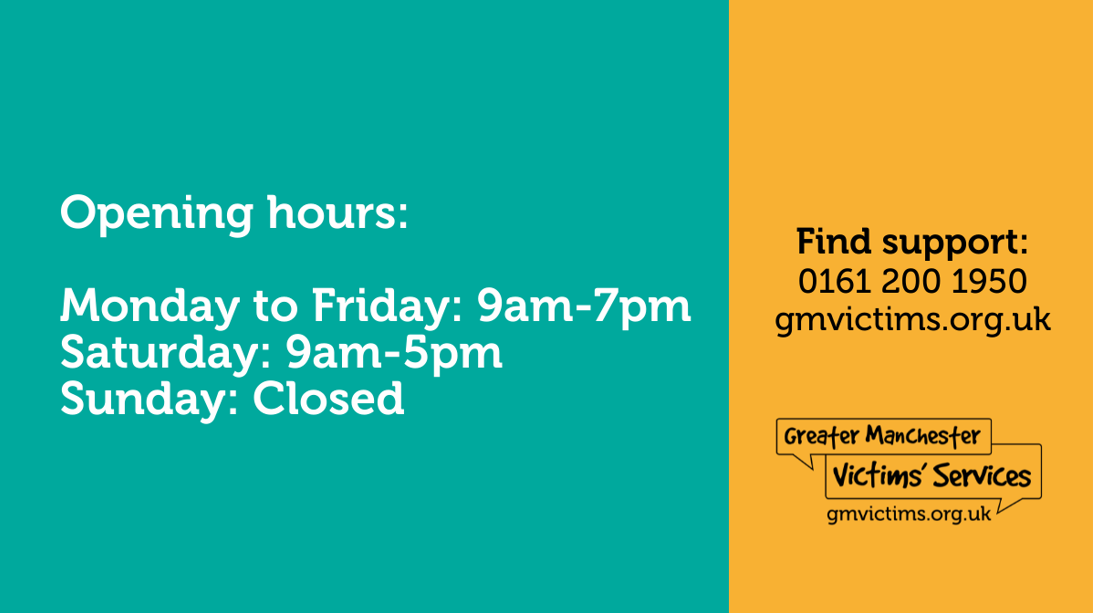 Opening hours:
Monday to Friday: 9am-7pm
Saturday: 9am-5pm
Sunday: Closed
Find support:
0161 200 1950
gmvictims.org.uk
Greater Manchester
Victims' Services
gmvictims.org.uk